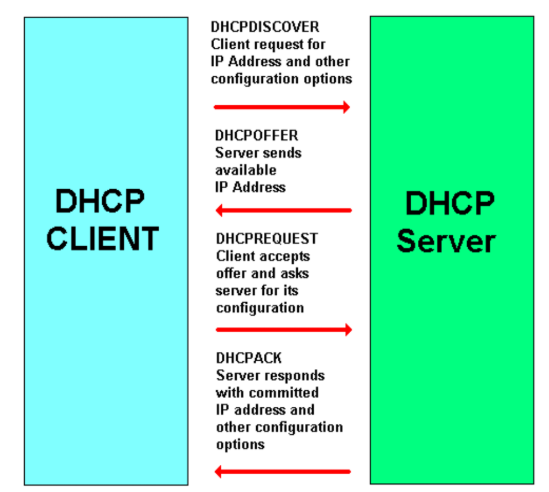 DHCPDISCOVER
Client request for
IP Address and other
configuration options
DHCPOFFER
Server sends
available
IP Address
DHCP
CLIENT
DHCP
Server
DHCPREQUEST
Client accepts
offer and asks
server for its
configuration
DHCPACK
Server responds
with committed
IP address and
other configuration
options